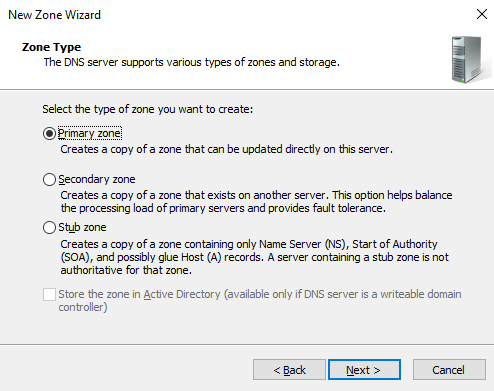 New Zone Wizard
Zone Type
The DNS server supports various types of zones and storage.
Select the type of zone you want to create:
Primary zone
Creates a copy of a zone that can be updated directly on this server.
Secondary zone
Creates a copy of a zone that exists on another server. This option helps balance
the processing load of primary servers and provides fault tolerance.
Stub zone
Creates a copy of a zone containing only Name Server (NS), Start of Authority
(SOA), and possibly glue Host (A) records. A server containing a stub zone is not
authoritative for that zone.
Store the zone in Active Directory (available only if DNS server is a writeable domain
controller)
< Back
Next >
Cancel